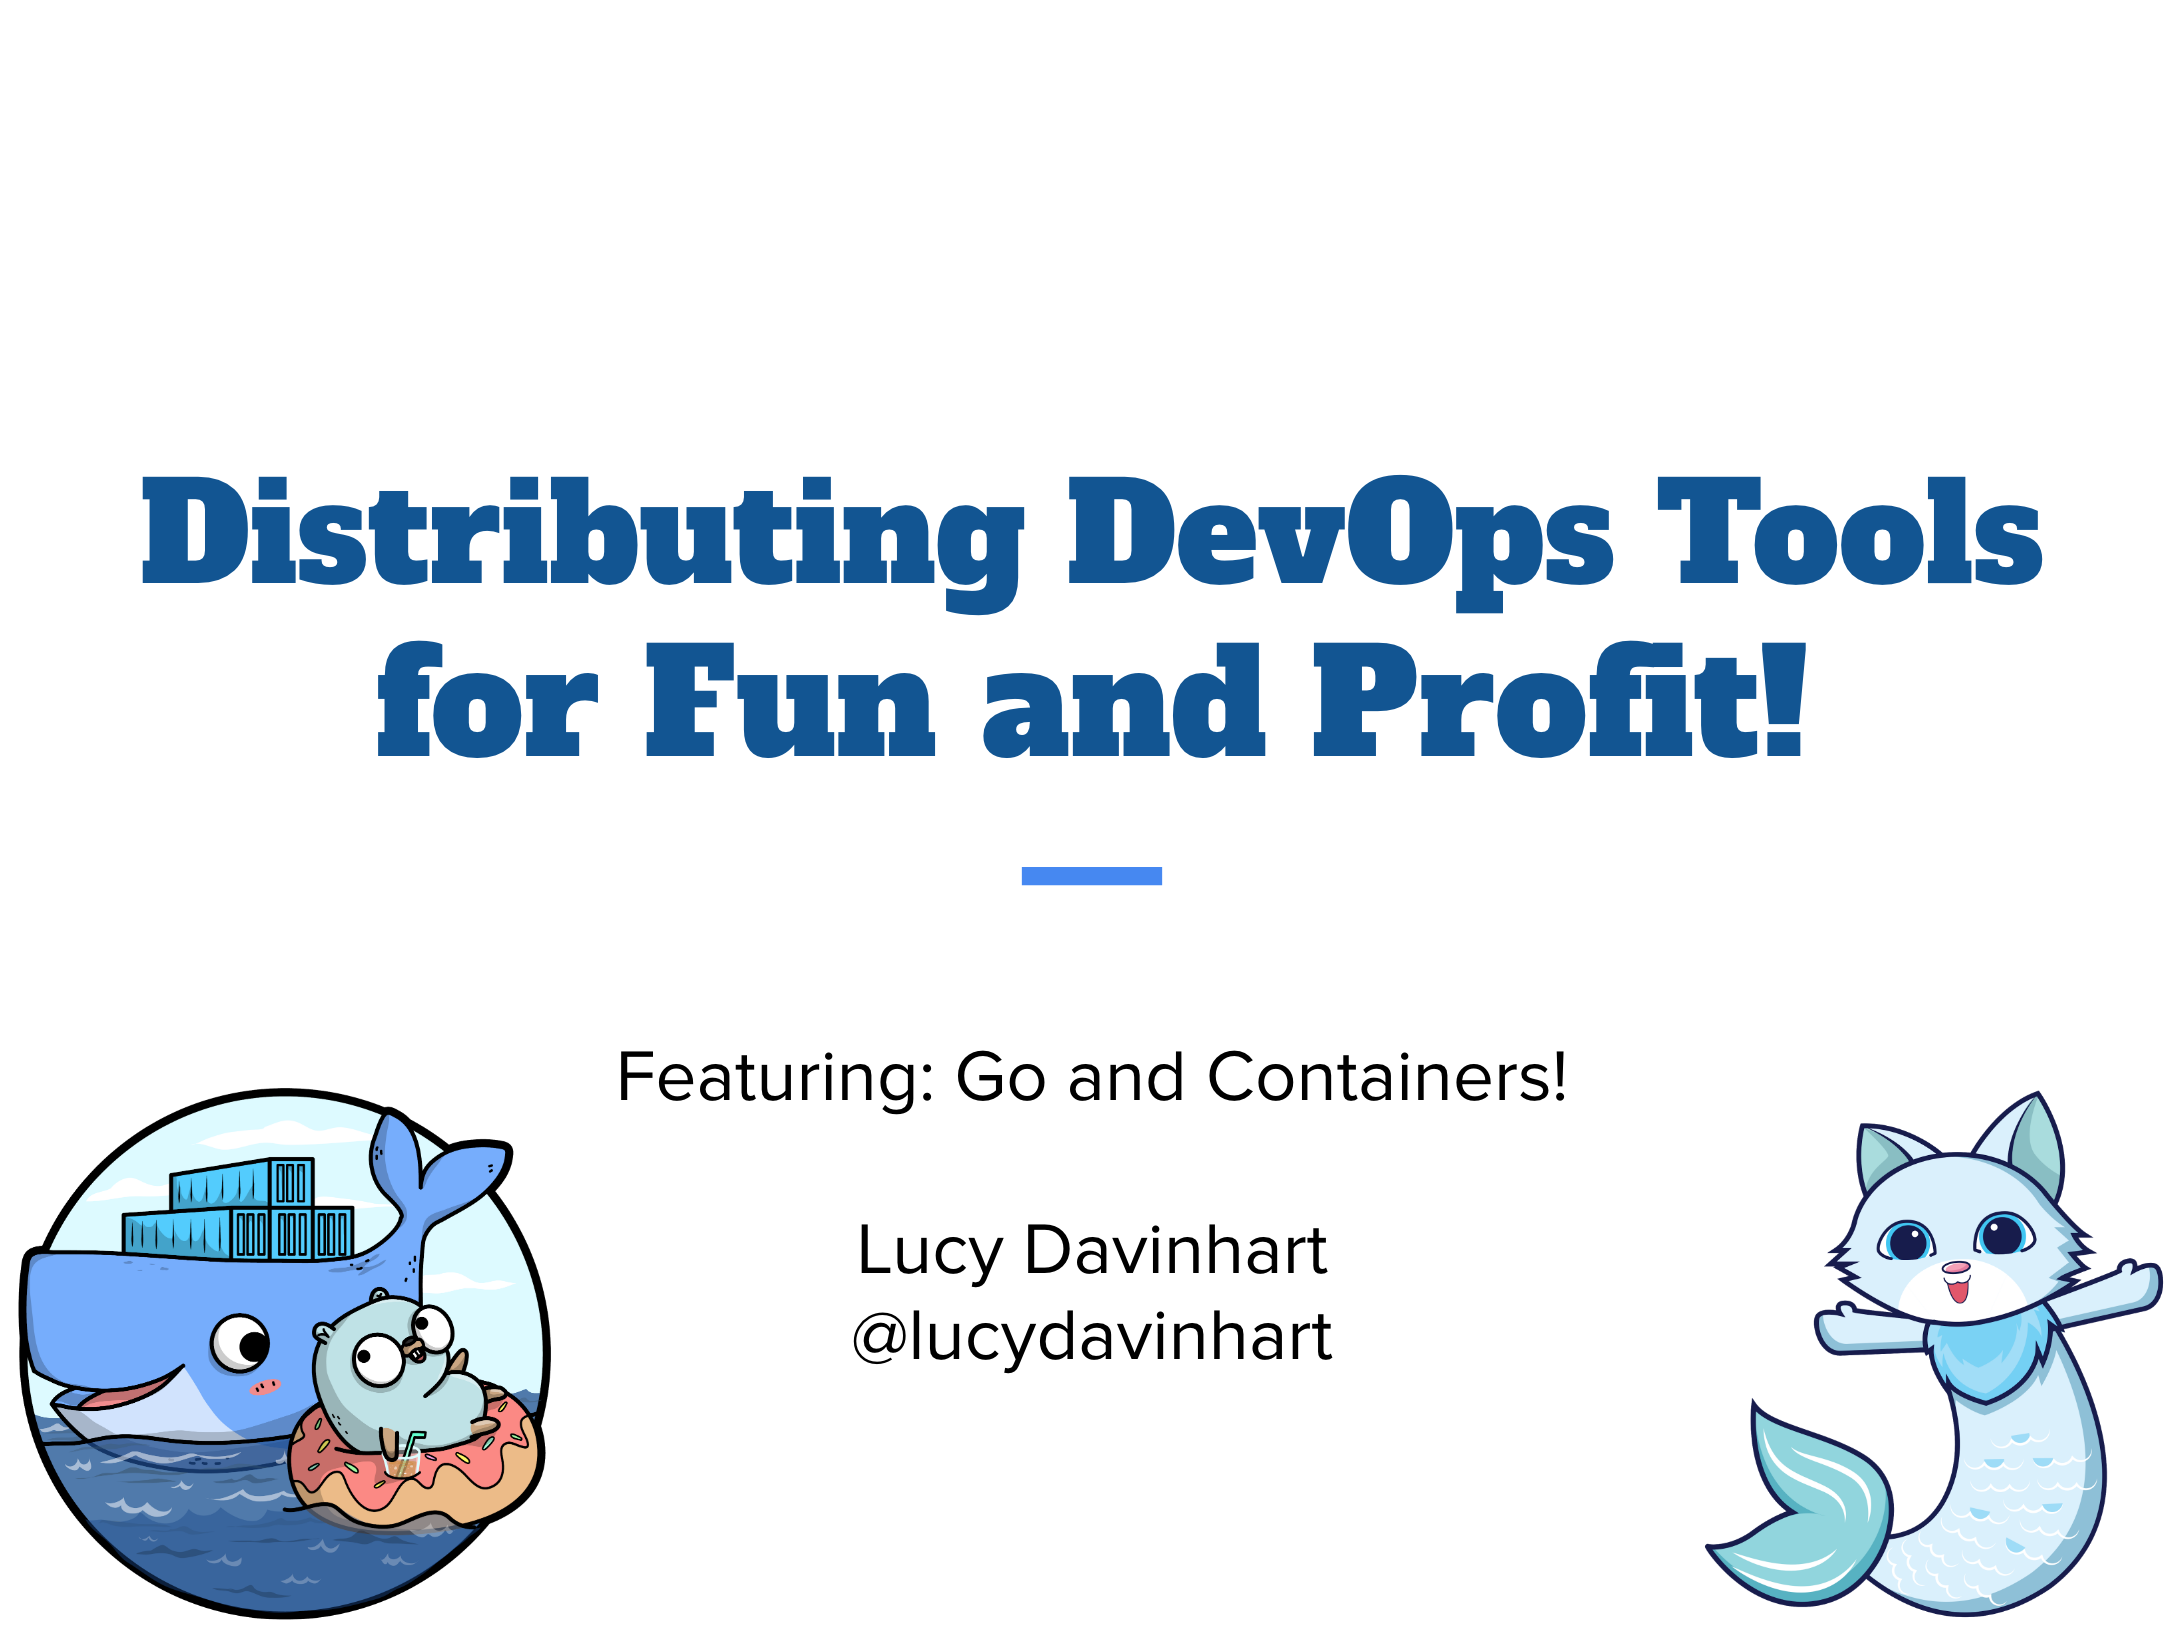 Distributing DevOps Tools
for Fun and Profit!
Featuring: Go and Containers!
Lucy Davinhart
@lucydavinhart